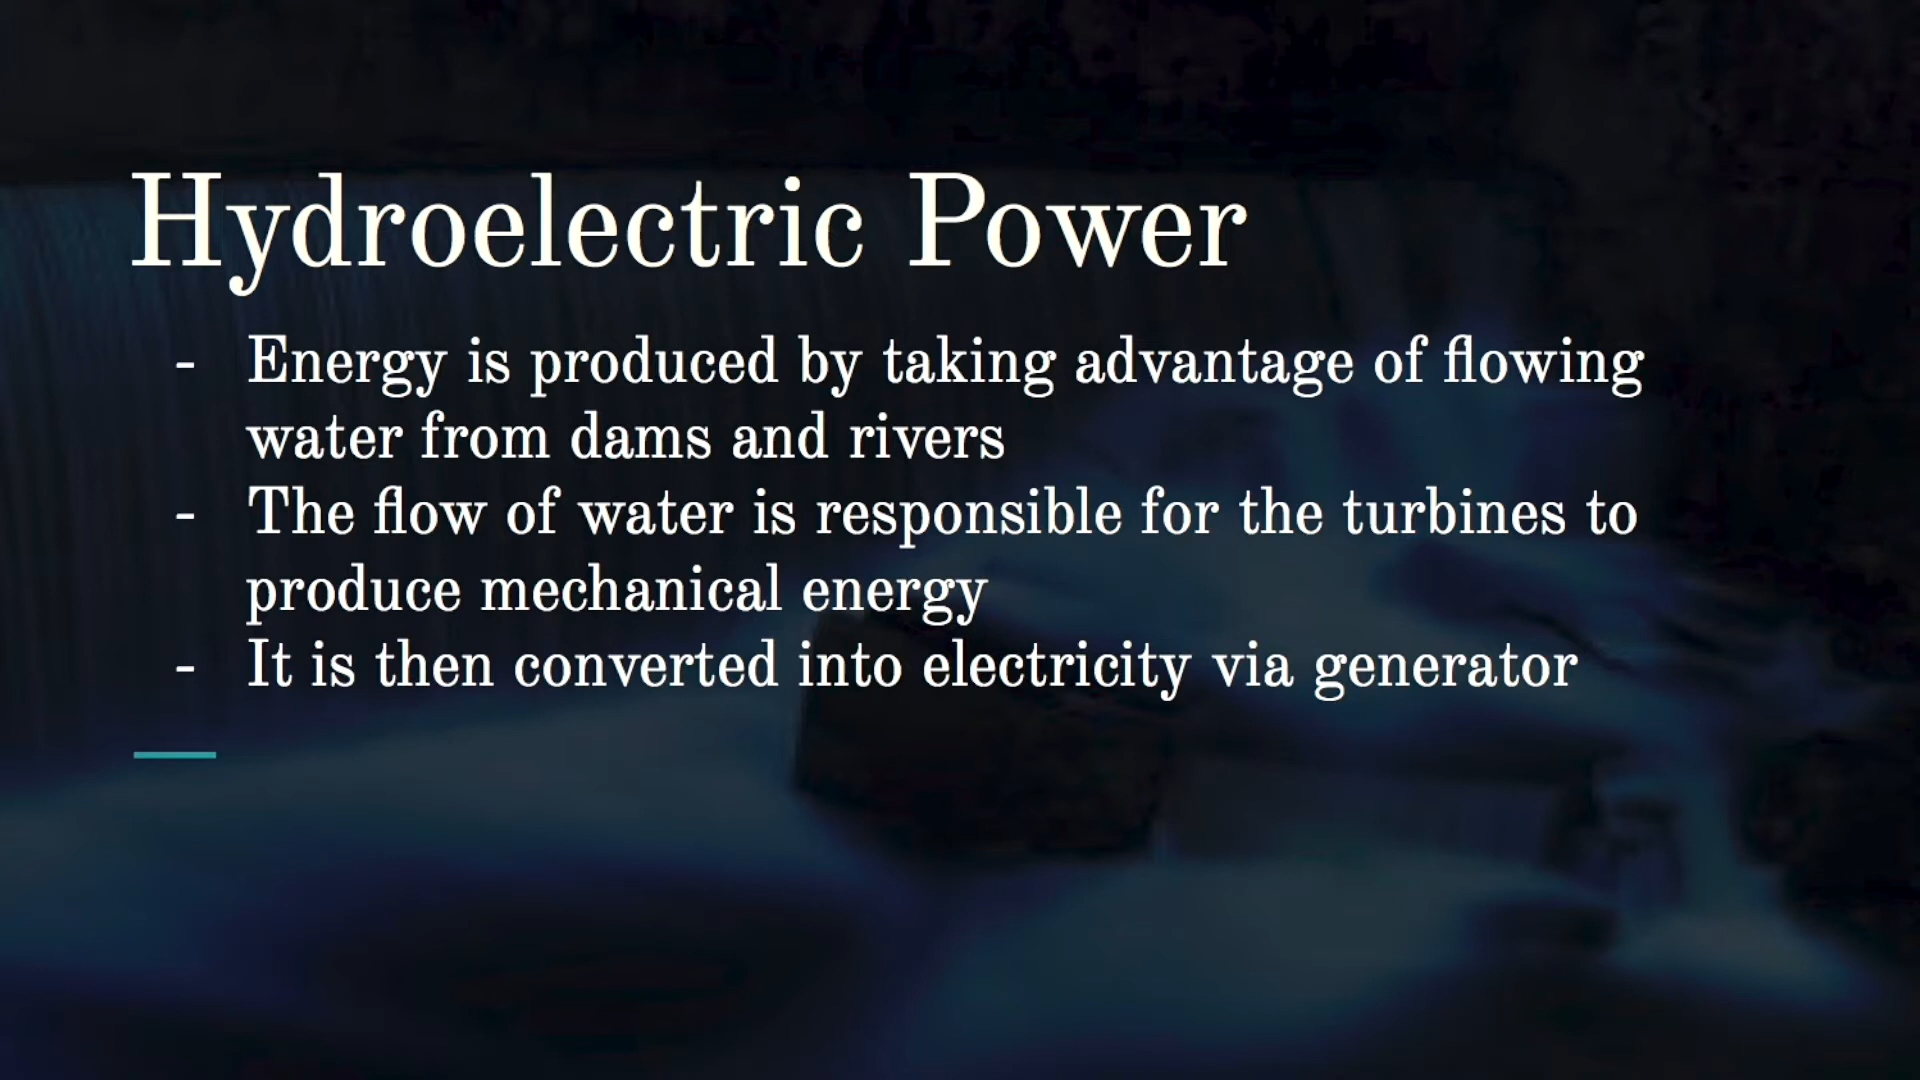 Hydroelectric Power
- Energy is produced by taking advantage of flowing
water from dams and rivers
- The flow of water is responsible for the turbines to
produce mechanical energy
- It is then converted into electricity via generator